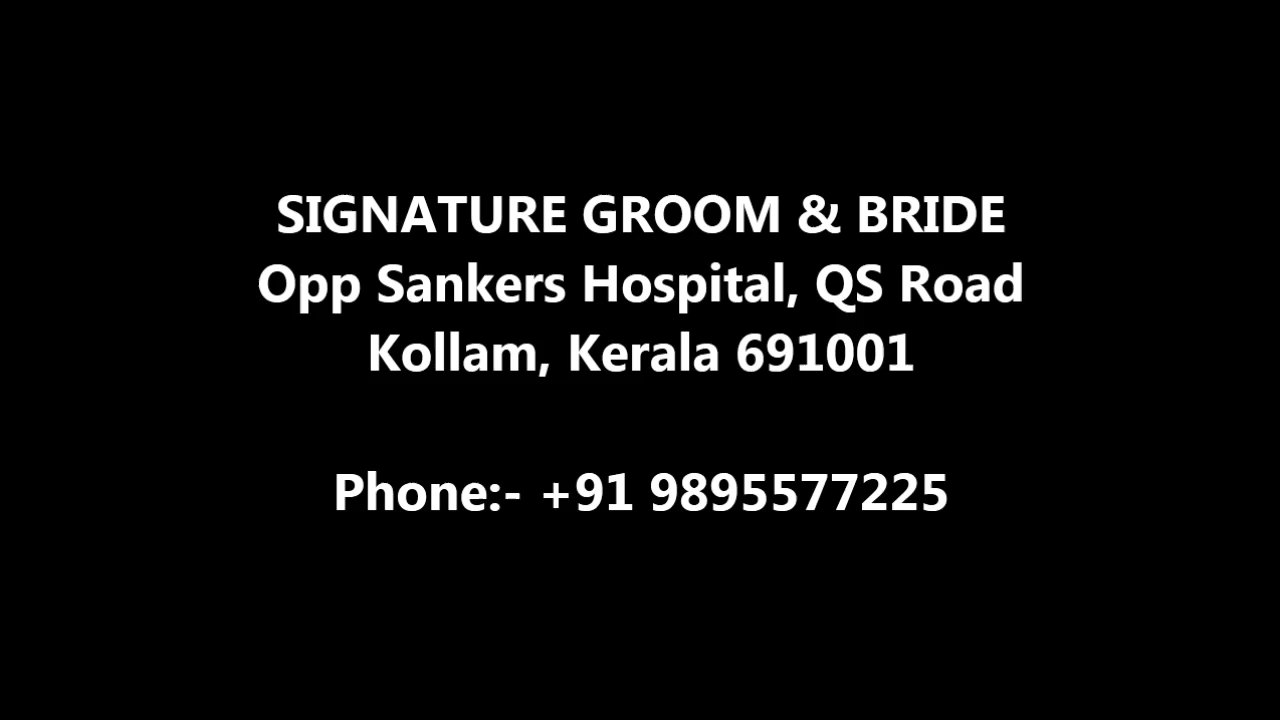 SIGNATURE GROOM & BRIDE
Opp Sankers Hospital, QS Road
Kollam, Kerala 691001
Phone:- +91 9895577225